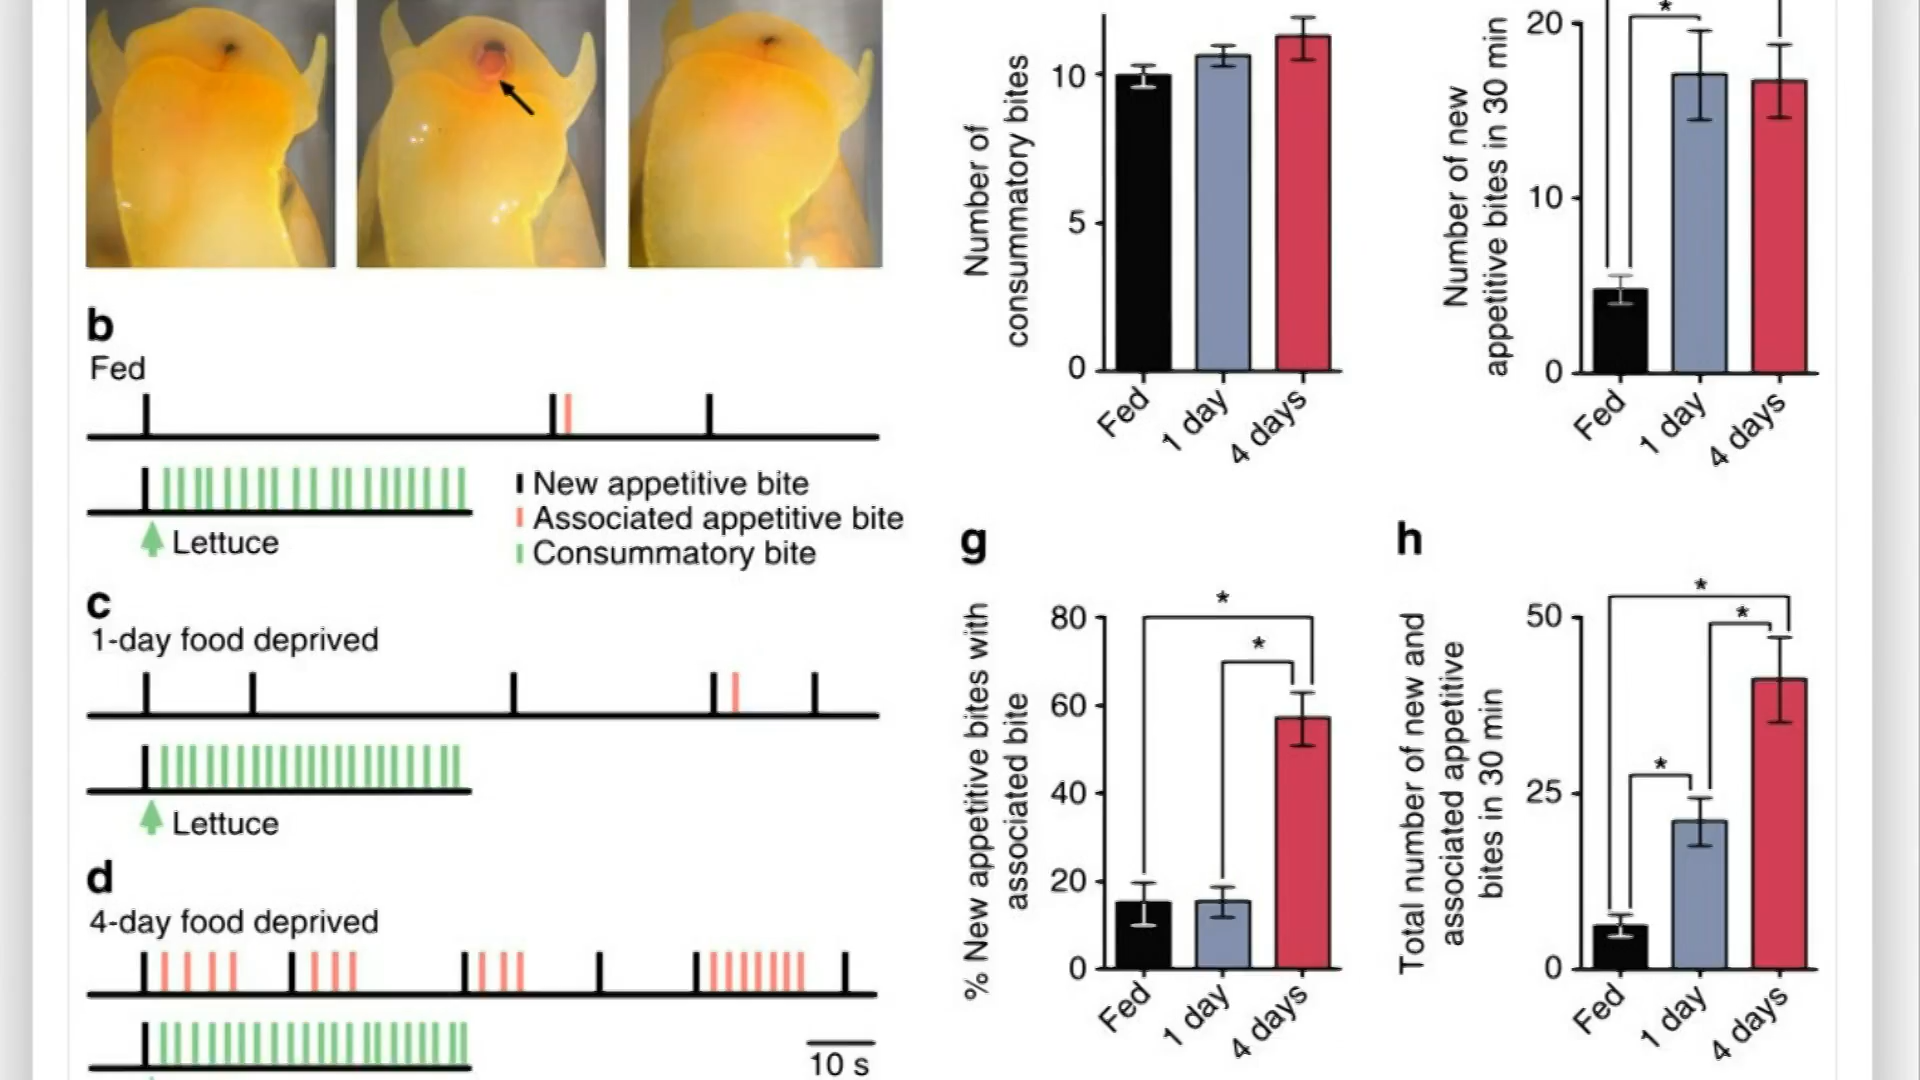 b
Fed
New appetitive bite
Associated appetitive bite
Consummatory bite
Lettuce
c
1-day food deprived
Lettuce
d
4-day food deprived
10 s
Number of
consummatory bites
10
5
0
Fed
1 day
4 days
Number of new
appetitive bites in 30 min
20
10
0
*
Fed
1 day
4 days
g
% New appetitive bites with
associated bite
80
60
40
20
0
*
*
Fed
1 day
4 days
h
Total number of new and
associated appetitive
bites in 30 min
50
25
0
*
*
*
Fed
1 day
4 days